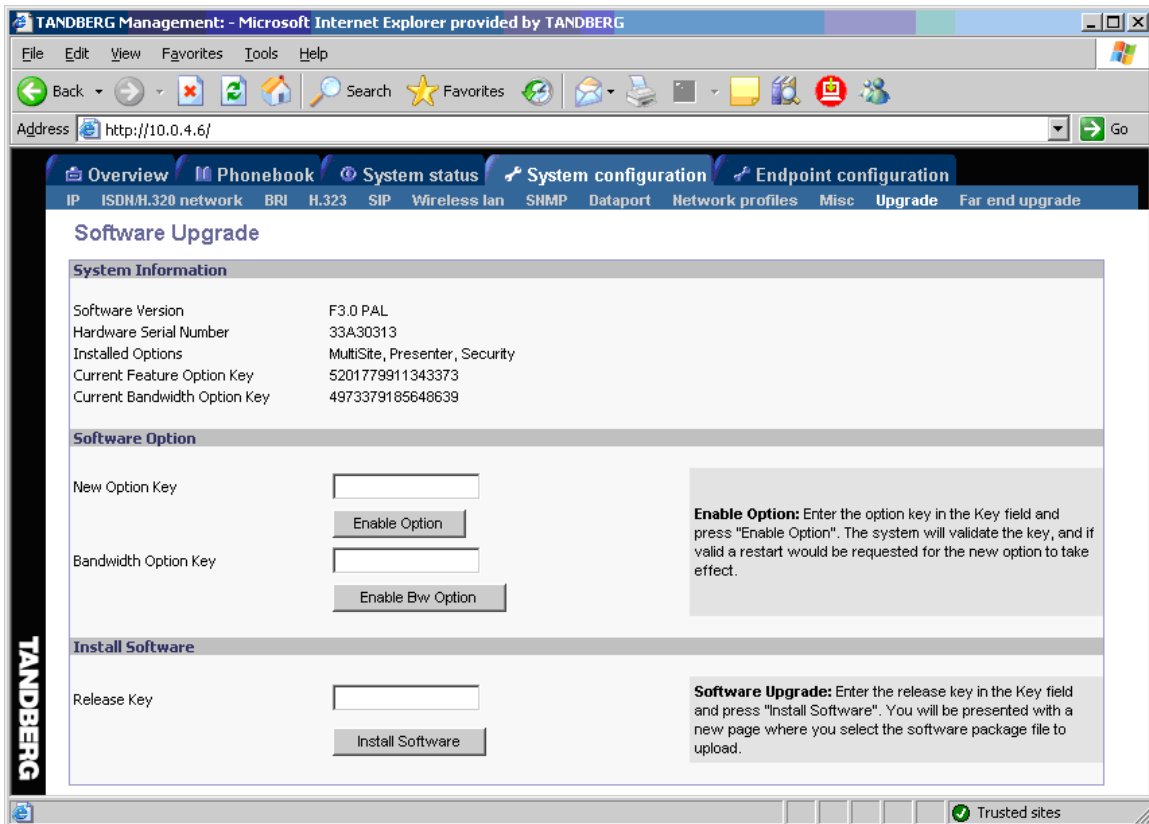 TANDBERG Management: - Microsoft Internet Explorer provided by TANDBERG
File Edit View Favorites Tools Help
Back Search Favorites
Address http://10.0.4.6/ Go
Overview Phonebook System status System configuration Endpoint configuration
IP ISDN/H.320 network BRI H.323 SIP Wireless lan SNMP Dataport Network profiles Misc Upgrade Far end upgrade
Software Upgrade
System Information
Software Version F3.0 PAL
Hardware Serial Number 33A30313
Installed Options MultiSite, Presenter, Security
Current Feature Option Key 5201779911343373
Current Bandwidth Option Key 4973379185648639
Software Option
New Option Key
Enable Option
Bandwidth Option Key
Enable Bw Option
Enable Option: Enter the option key in the Key field and
press "Enable Option". The system will validate the key, and if
valid a restart would be requested for the new option to take
effect.
Install Software
Release Key
Install Software
Software Upgrade: Enter the release key in the Key field
and press "Install Software". You will be presented with a
new page where you select the software package file to
upload.
TANDBERG
Trusted sites